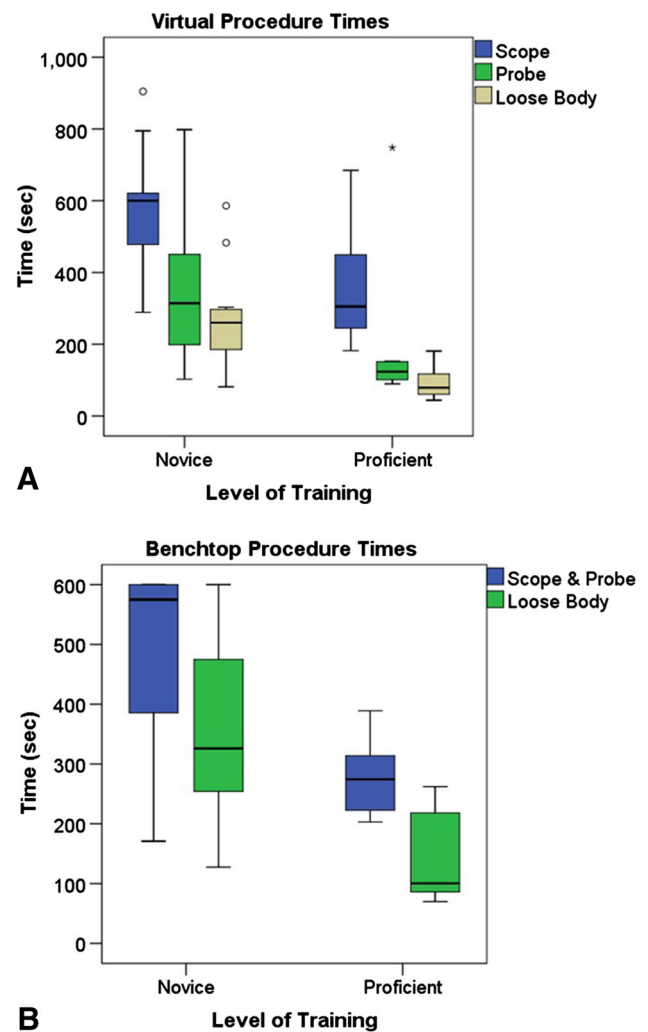 Virtual Procedure Times
Scope
Probe
Loose Body
1,000
800
600
400
200
0
Time (sec)
Novice
Proficient
Level of Training
A
Benchtop Procedure Times
Scope & Probe
Loose Body
600
500
400
300
200
100
0
Time (sec)
Novice
Proficient
Level of Training
B